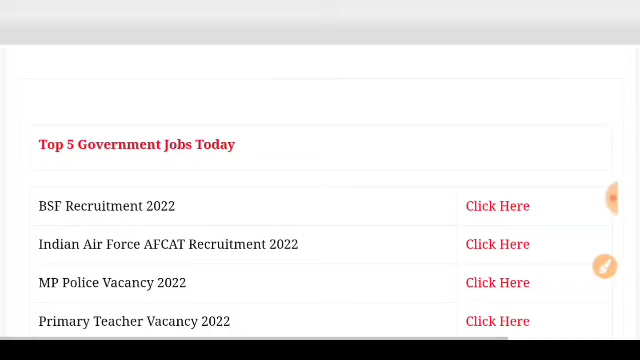 Top 5 Government Jobs Today
BSF Recruitment 2022 Click Here
Indian Air Force AFCAT Recruitment 2022 Click Here
MP Police Vacancy 2022 Click Here
Primary Teacher Vacancy 2022 Click Here